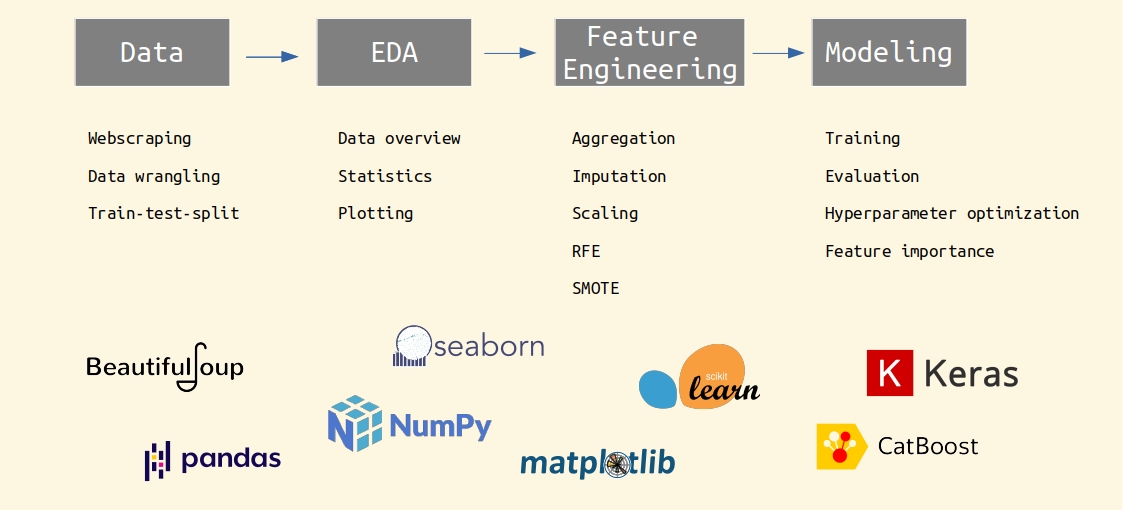 Data
EDA
Feature
Engineering
Modeling
Webscraping
Data wrangling
Train-test-split
Data overview
Statistics
Plotting
Aggregation
Imputation
Scaling
RFE
SMOTE
Training
Evaluation
Hyperparameter optimization
Feature importance
BeautifulSoup
seaborn
scikit
learn
K Keras
NumPy
pandas
matplotlib
CatBoost